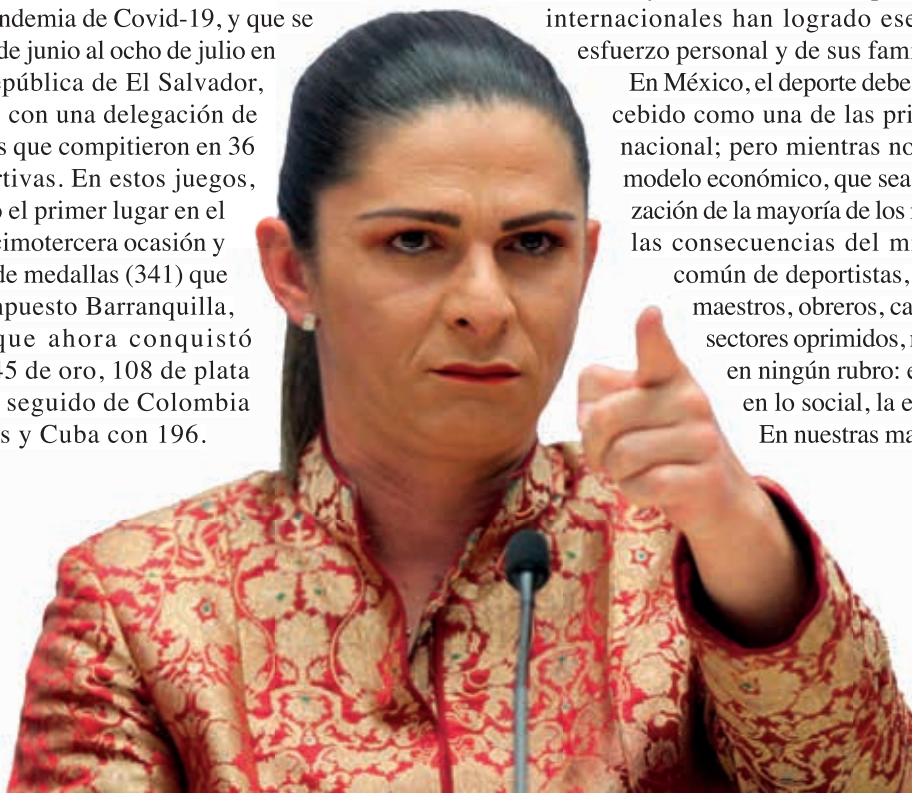 ndemia de Covid-19, y que se
de junio al ocho de julio en
pública de El Salvador,
con una delegación de
s que compitieron en 36
rtivas. En estos juegos,
o el primer lugar en el
cimotercera ocasión y
de medallas (341) que
mpuesto Barranquilla,
que ahora conquistó
45 de oro, 108 de plata
seguido de Colombia
s y Cuba con 196.
internacionales han logrado ese
esfuerzo personal y de sus fami
En México, el deporte debe
cebido como una de las pri
nacional; pero mientras no
modelo económico, que sea
zación de la mayoría de los
las consecuencias del mi
común de deportistas,
maestros, obreros, ca
sectores oprimidos,
en ningún rubro: e
en lo social, la e
En nuestras ma